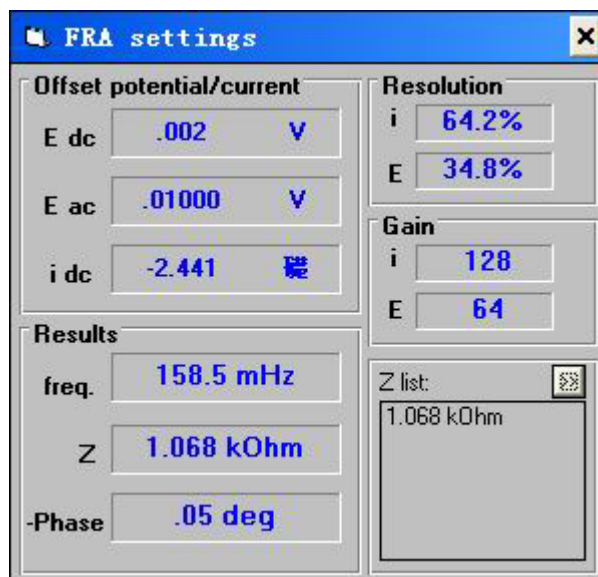 FRA settings
Offset potential/current
E dc .002 V
E ac .01000 V
i dc -2.441 礎
Resolution
i 64.2%
E 34.8%
Gain
i 128
E 64
Results
freq. 158.5 mHz
Z 1.068 kOhm
-Phase .05 deg
Z list: >>
1.068 kOhm